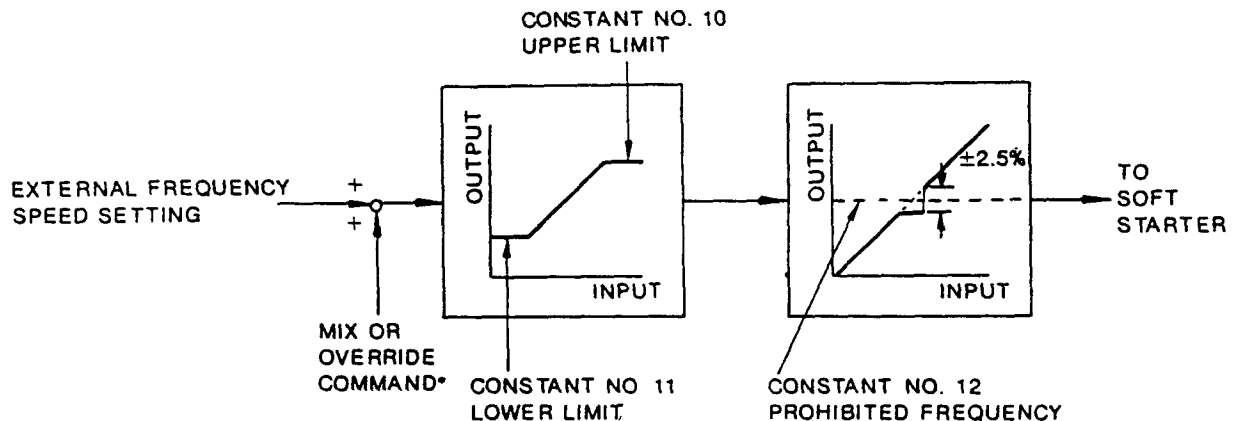 CONSTANT NO. 10
UPPER LIMIT
OUTPUT
INPUT
OUTPUT
±2.5%
INPUT
EXTERNAL FREQUENCY
SPEED SETTING
+
+
TO
SOFT
STARTER
MIX OR
OVERRIDE
COMMAND*
CONSTANT NO 11
LOWER LIMIT
CONSTANT NO. 12
PROHIBITED FREQUENCY